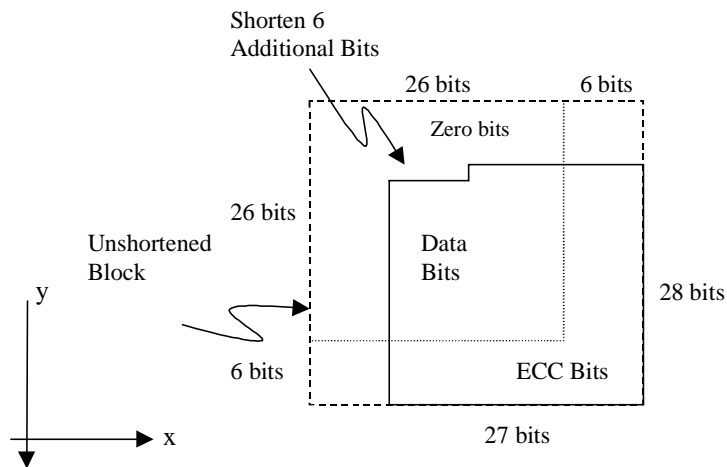 Shorten 6
Additional Bits
26 bits
6 bits
Zero bits
26 bits
Unshortened
Block
Data
Bits
28 bits
y
6 bits
ECC Bits
x
27 bits